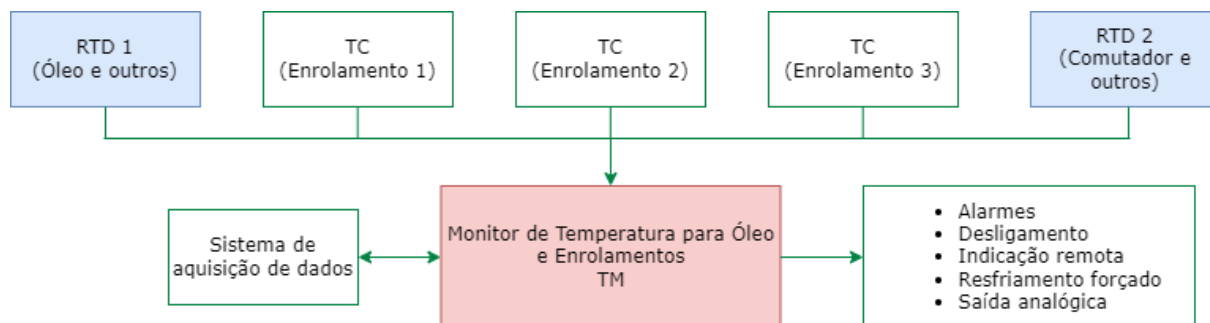 RTD 1
(Óleo e outros)
TC
(Enrolamento 1)
TC
(Enrolamento 2)
TC
(Enrolamento 3)
RTD 2
(Comutador e
outros)
Sistema de
aquisição de dados
Monitor de Temperatura para Óleo
e Enrolamentos
TM
• Alarmes
• Desligamento
• Indicação remota
• Resfriamento forçado
• Saída analógica